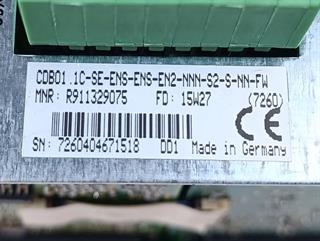 CDB01.1C-SE-ENS-ENS-EN2-NNN-S2-S-NN-FW
MNR: R911329075 FD: 15W27 (7260)
CE
SN: 7260404671518 DD1 Made in Germany